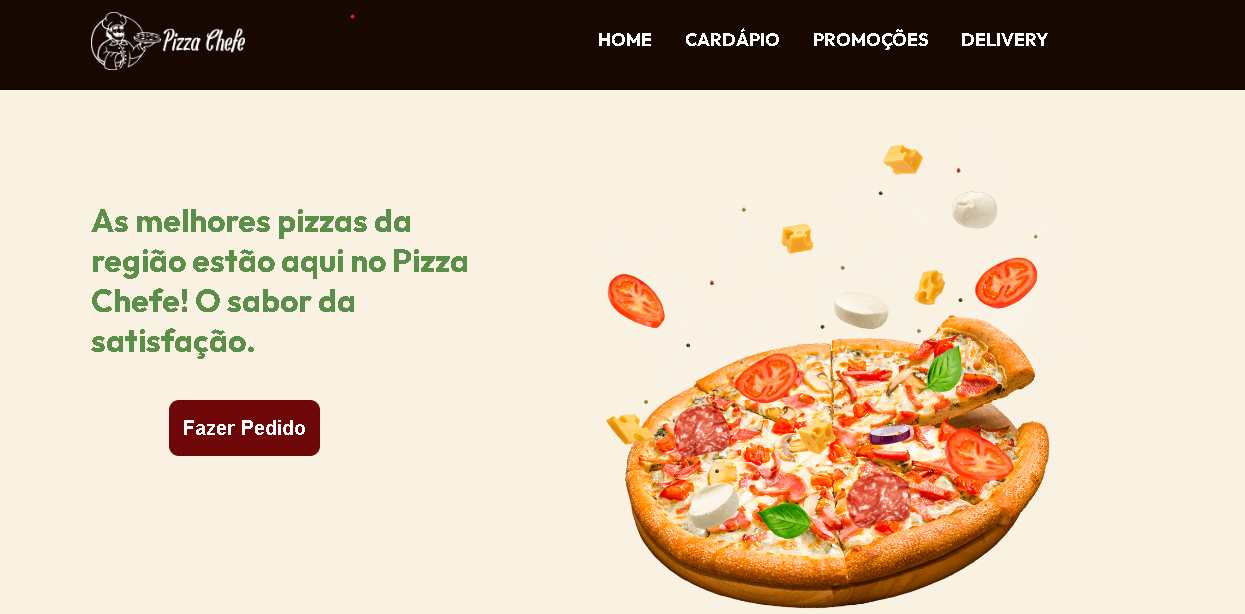 Pizza Chefe
HOME CARDÁPIO PROMOÇÕES DELIVERY
As melhores pizzas da
região estão aqui no Pizza
Chefe! O sabor da
satisfação.
Fazer Pedido